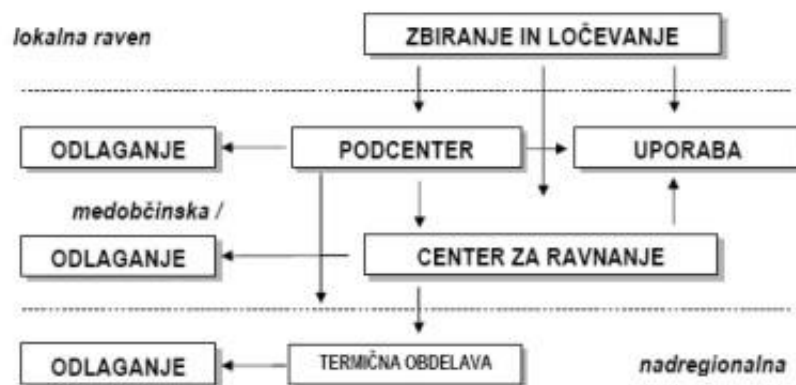 lokalna raven
ZBIRANJE IN LOČEVANJE
ODLAGANJE
PODCENTER
UPORABA
medobčinska /
ODLAGANJE
CENTER ZA RAVNANJE
ODLAGANJE
TERMIČNA OBDELAVA
nadregionalna